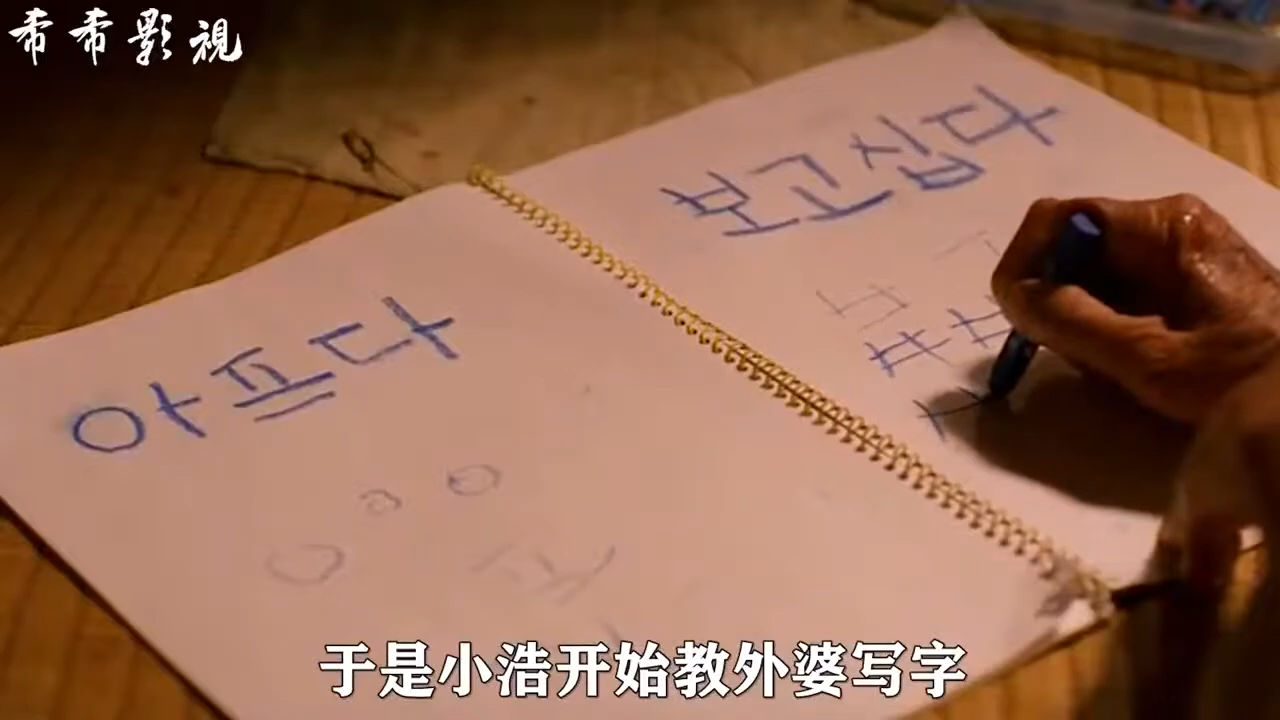 希希影視
보고싶다
아프다
于是小浩开始教外婆写字